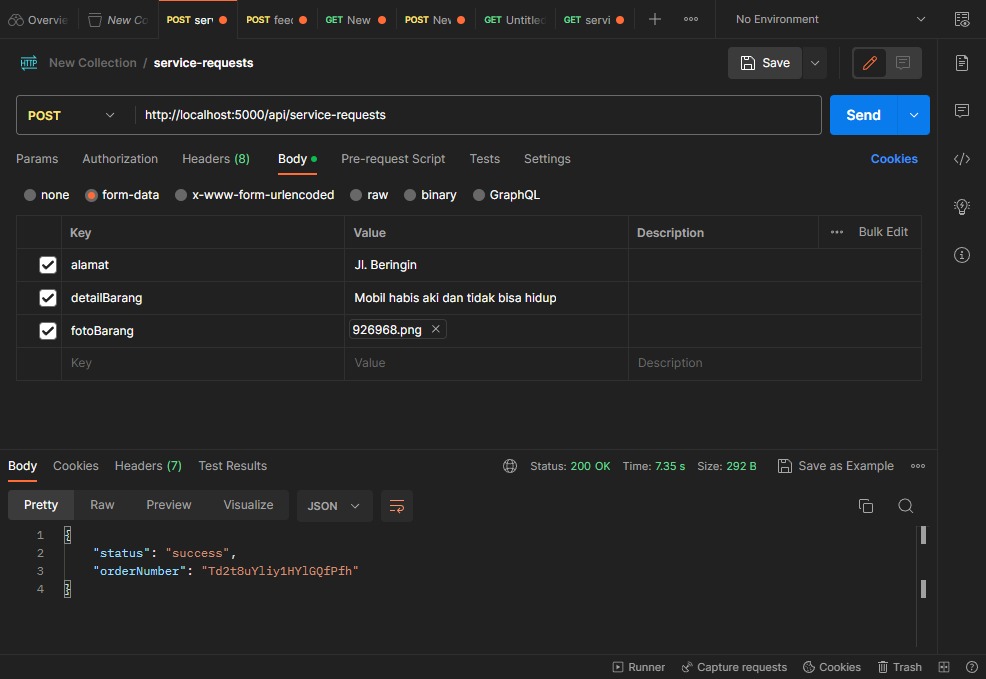 Overvie New Co POST ser POST feed GET New POST New GET Untitled GET servi No Environment
HTTP New Collection / service-requests Save
POST http://localhost:5000/api/service-requests Send
Params Authorization Headers (8) Body Pre-request Script Tests Settings Cookies
none form-data x-www-form-urlencoded raw binary GraphQL
Key Value Description Bulk Edit
alamat Jl. Beringin
detailBarang Mobil habis aki dan tidak bisa hidup
fotoBarang 926968.png
Key Value Description
Body Cookies Headers (7) Test Results Status: 200 OK Time: 7.35 s Size: 292 B Save as Example
Pretty Raw Preview Visualize JSON
1 {
2 "status": "success",
3 "orderNumber": "Td2t8uYliy1HYlGQfPfh"
4 }
Runner Capture requests Cookies Trash